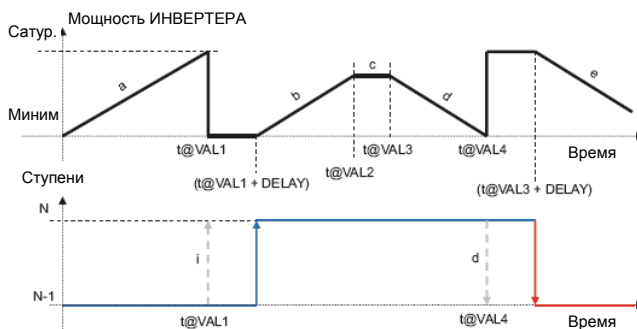 Мощность ИНВЕРТЕРА
Сатур.
a
b
c
d
e
Миним
t@VAL1
t@VAL3
t@VAL4
Время
t@VAL2
(t@VAL1 + DELAY)
(t@VAL3 + DELAY)
Ступени
N
i
d
N-1
t@VAL1
t@VAL4
Время